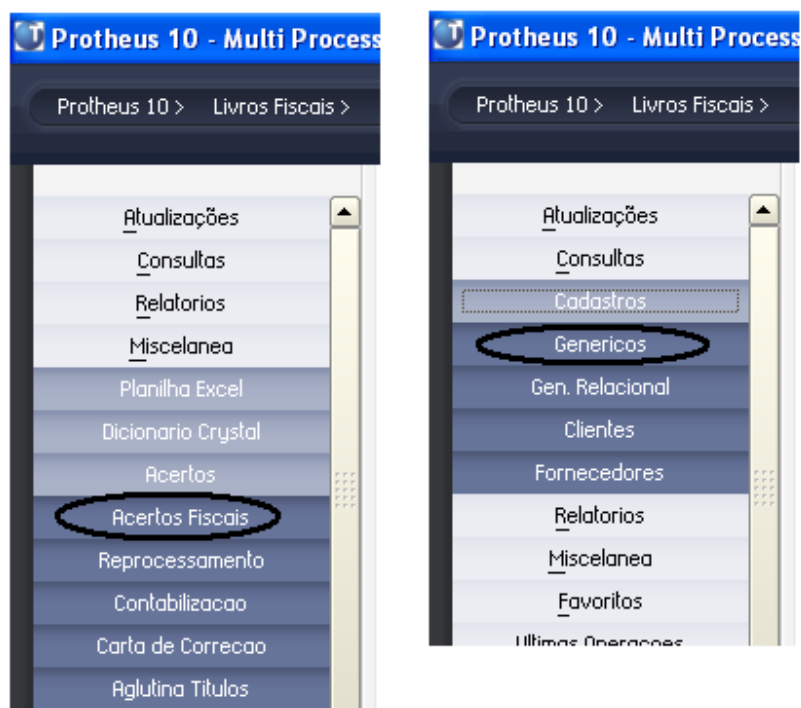 Protheus 10 - Multi Process
Protheus 10 > Livros Fiscais >
Atualizações
Consultas
Relatorios
Miscelanea
Planilha Excel
Dicionario Crystal
Acertos
Acertos Fiscais
Reprocessamento
Contabilizacao
Carta de Correcao
Aglutina Titulos
Protheus 10 - Multi Process
Protheus 10 > Livros Fiscais >
Atualizações
Consultas
Cadastros
Genericos
Gen. Relacional
Clientes
Fornecedores
Relatorios
Miscelanea
Favoritos
Ultimas Operacoes